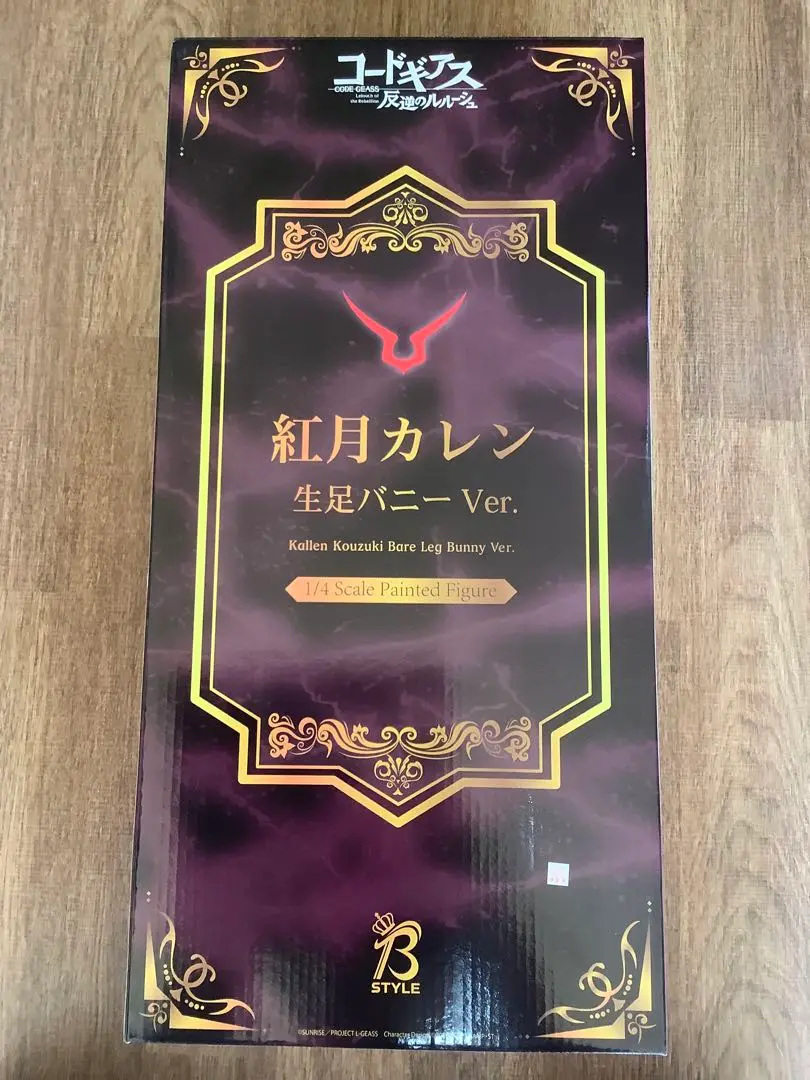 コードギアス
CODE GEASS
Lelouch of
the Rebellion
反逆のルルーシュ
紅月カレン
生足バニー Ver.
Kallen Kouzuki Bare Leg Bunny Ver.
1/4 Scale Painted Figure
B
STYLE
©SUNRISE／PROJECT L-GEASS Character Design